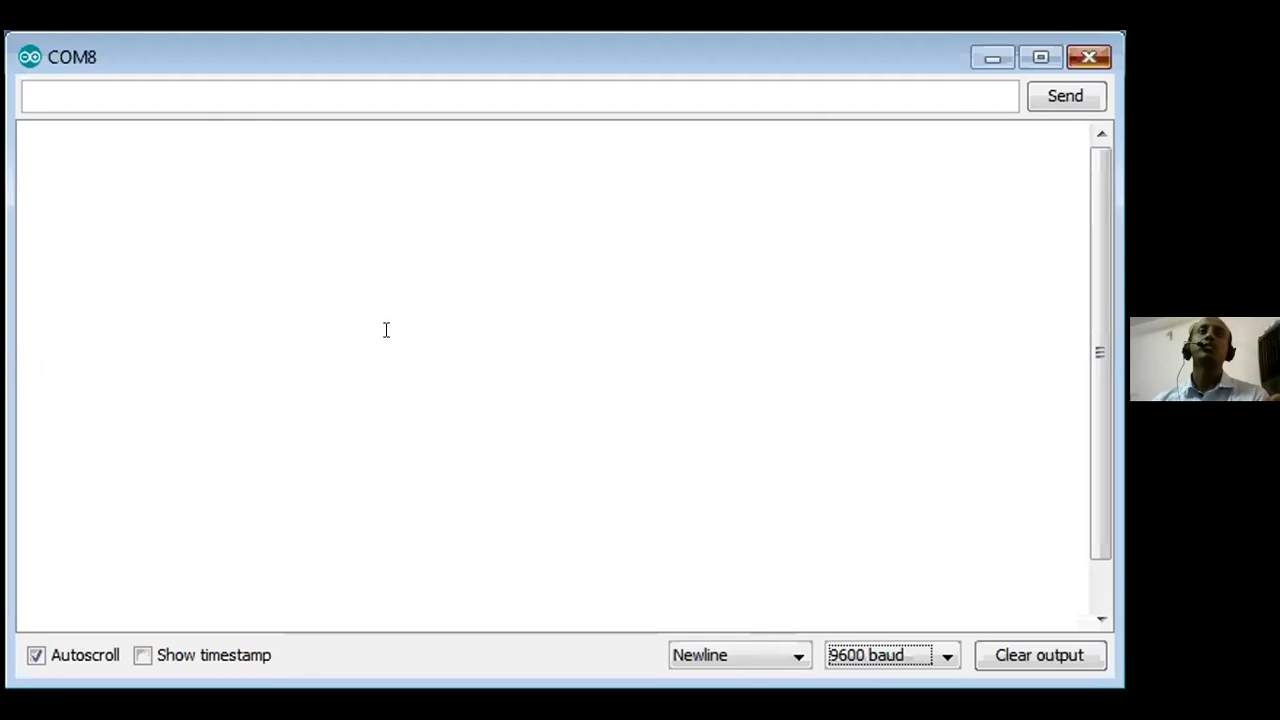 COM8
Send
Autoscroll
Show timestamp
Newline
9600 baud
Clear output